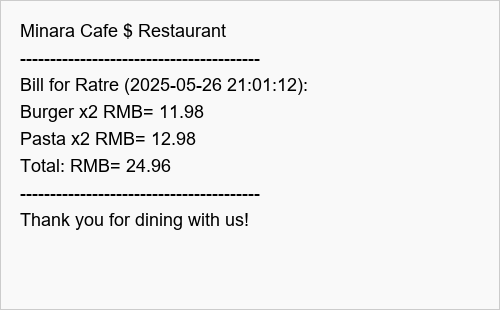 Minara Cafe $ Restaurant
----------------------------------------
Bill for Ratre (2025-05-26 21:01:12):
Burger x2 RMB= 11.98
Pasta x2 RMB= 12.98
Total: RMB= 24.96
----------------------------------------
Thank you for dining with us!